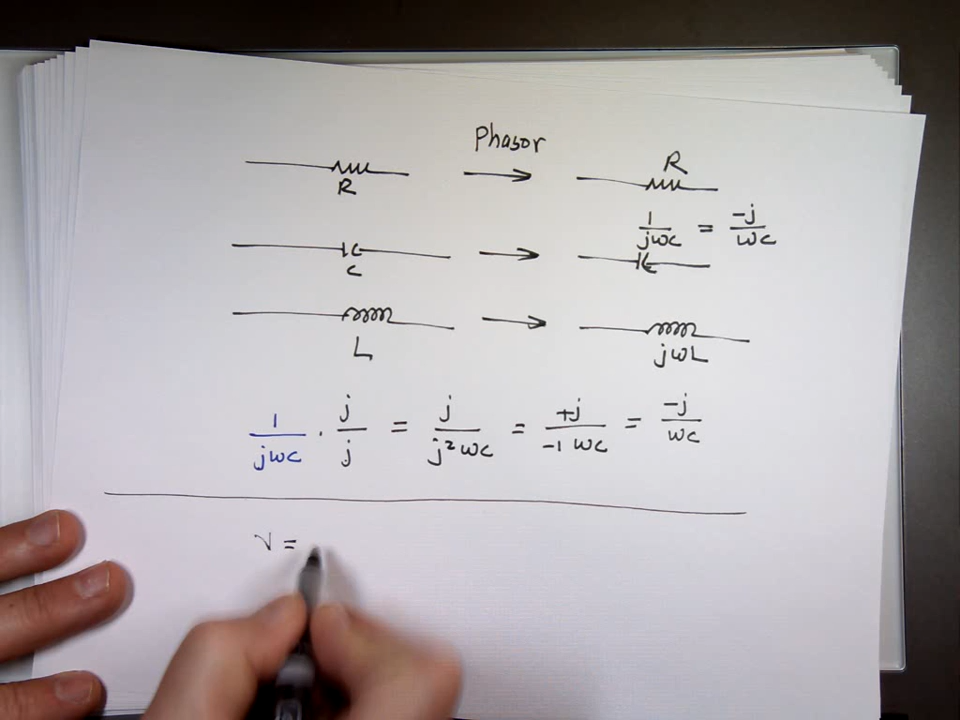 Phasor
R → R
1/jωc = -j/ωc
c →
L → jωL
1/jωc · j/j = j/j²ωc = +j/-1 ωc = -j/ωc
v =